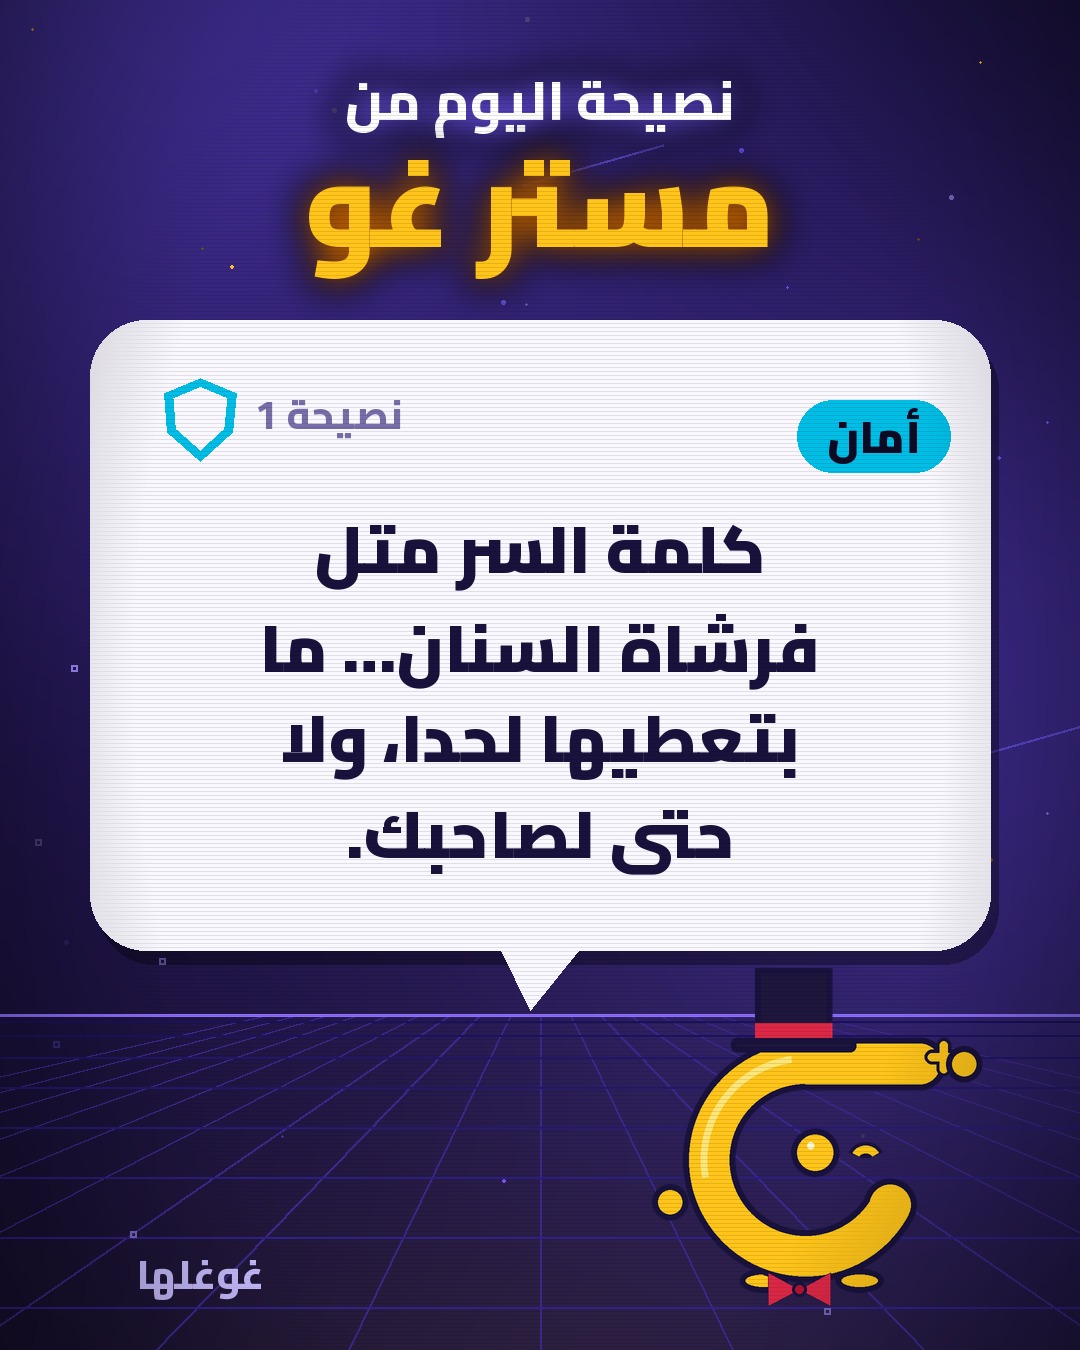 نصيحة اليوم من
مستر غو
أمان
نصيحة 1
كلمة السر متل
فرشاة السنان... ما
بتعطيها لحدا، ولا
حتى لصاحبك.
غوغلها